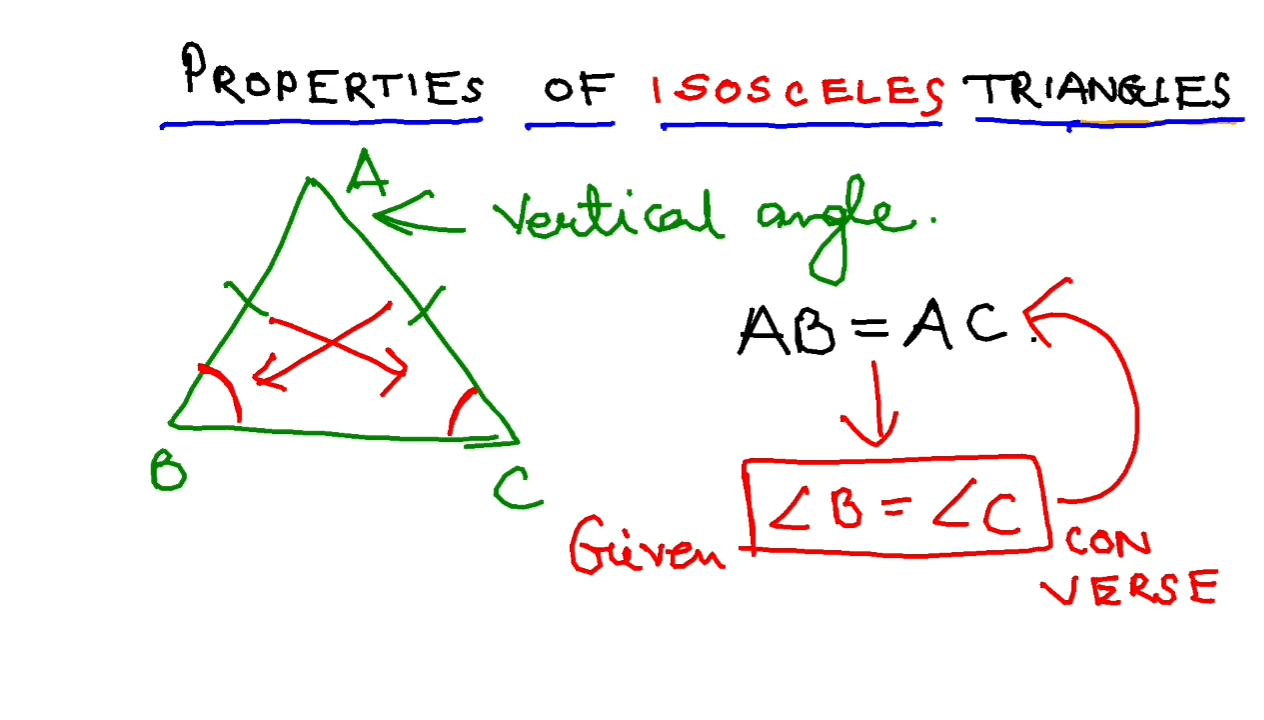 PROPERTIES OF ISOSCELES TRIANGLES
A
Vertical angle.
AB = AC.
B
C
∠B = ∠C
Given
CON
VERSE